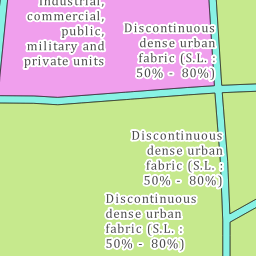 industrial,
commercial,
public,
military and
private units
Discontinuous
dense urban
fabric (S.L. :
50% - 80%)
Discontinuous
dense urban
fabric (S.L. :
50% - 80%)
Discontinuous
dense urban
fabric (S.L. :
50% - 80%)